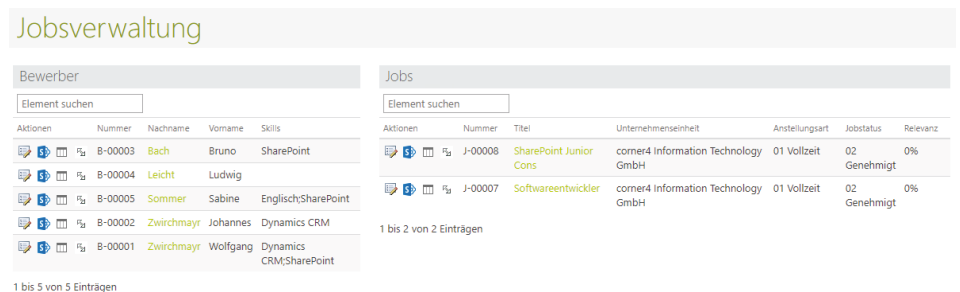 Jobsverwaltung
Bewerber
Element suchen
Aktionen Nummer Nachname Vorname Skills
B-00003 Bach Bruno SharePoint
B-00004 Leicht Ludwig
B-00005 Sommer Sabine Englisch;SharePoint
B-00002 Zwirchmayr Johannes Dynamics CRM
B-00001 Zwirchmayr Wolfgang Dynamics
CRM;SharePoint
1 bis 5 von 5 Einträgen
Jobs
Element suchen
Aktionen Nummer Titel Unternehmenseinheit Anstellungsart Jobstatus Relevanz
J-00008 SharePoint Junior corner4 Information Technology 01 Vollzeit 02 0%
Cons GmbH Genehmigt
J-00007 Softwareentwickler corner4 Information Technology 01 Vollzeit 02 0%
GmbH Genehmigt
1 bis 2 von 2 Einträgen